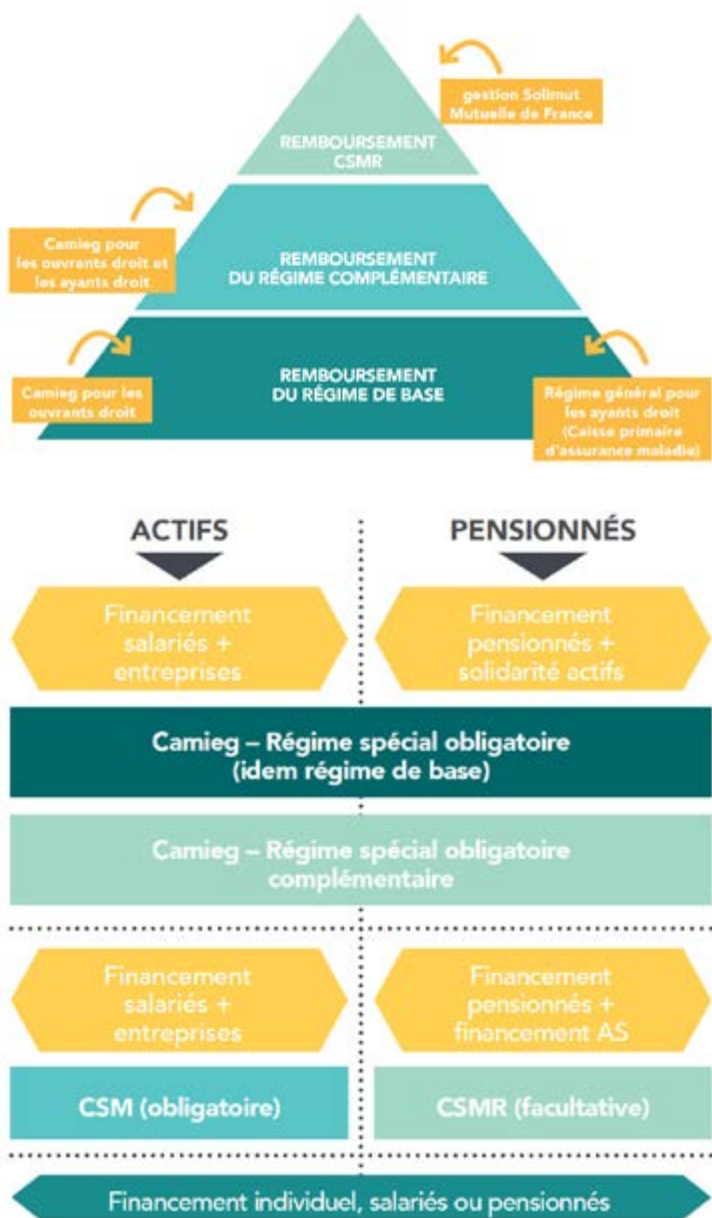 gestion Solimut
Mutuelle de France
REMBOURSEMENT
CSMR
Camieg pour
les ouvrants droit et
les ayants droit
REMBOURSEMENT
DU RÉGIME COMPLÉMENTAIRE
Camieg pour les
ouvrants droit
REMBOURSEMENT
DU RÉGIME DE BASE
Régime général pour
les ayants droit
(Caisse primaire
d'assurance maladie)
ACTIFS
PENSIONNÉS
Financement
salariés +
entreprises
Financement
pensionnés +
solidarité actifs
Camieg – Régime spécial obligatoire
(idem régime de base)
Camieg – Régime spécial obligatoire
complémentaire
Financement
salariés +
entreprises
Financement
pensionnés +
financement AS
CSM (obligatoire)
CSMR (facultative)
Financement individuel, salariés ou pensionnés